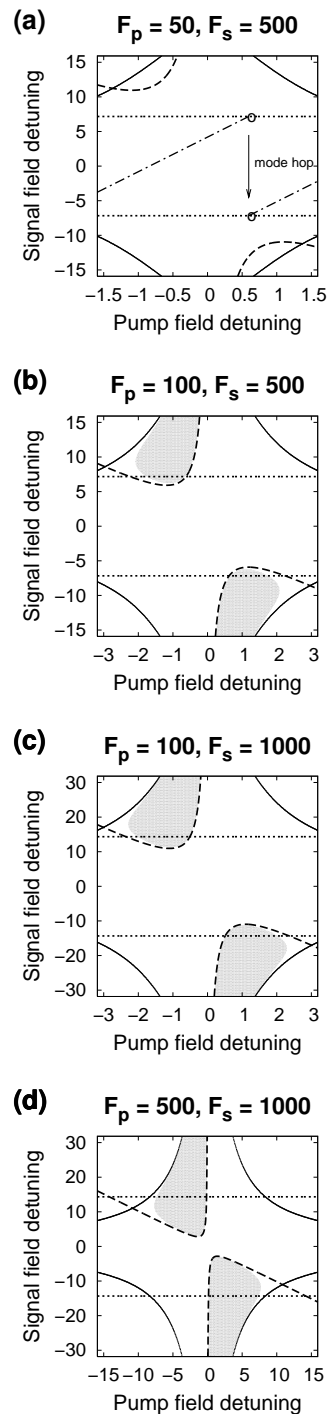 (a)
F_p = 50, F_s = 500
Signal field detuning
15
10
5
0
−5
−10
−15
mode hop
−1.5 −1 −0.5 0 0.5 1 1.5
Pump field detuning
(b)
F_p = 100, F_s = 500
Signal field detuning
15
10
5
0
−5
−10
−15
−3 −2 −1 0 1 2 3
Pump field detuning
(c)
F_p = 100, F_s = 1000
Signal field detuning
30
20
10
0
−10
−20
−30
−3 −2 −1 0 1 2 3
Pump field detuning
(d)
F_p = 500, F_s = 1000
Signal field detuning
30
20
10
0
−10
−20
−30
−15 −10 −5 0 5 10 15
Pump field detuning